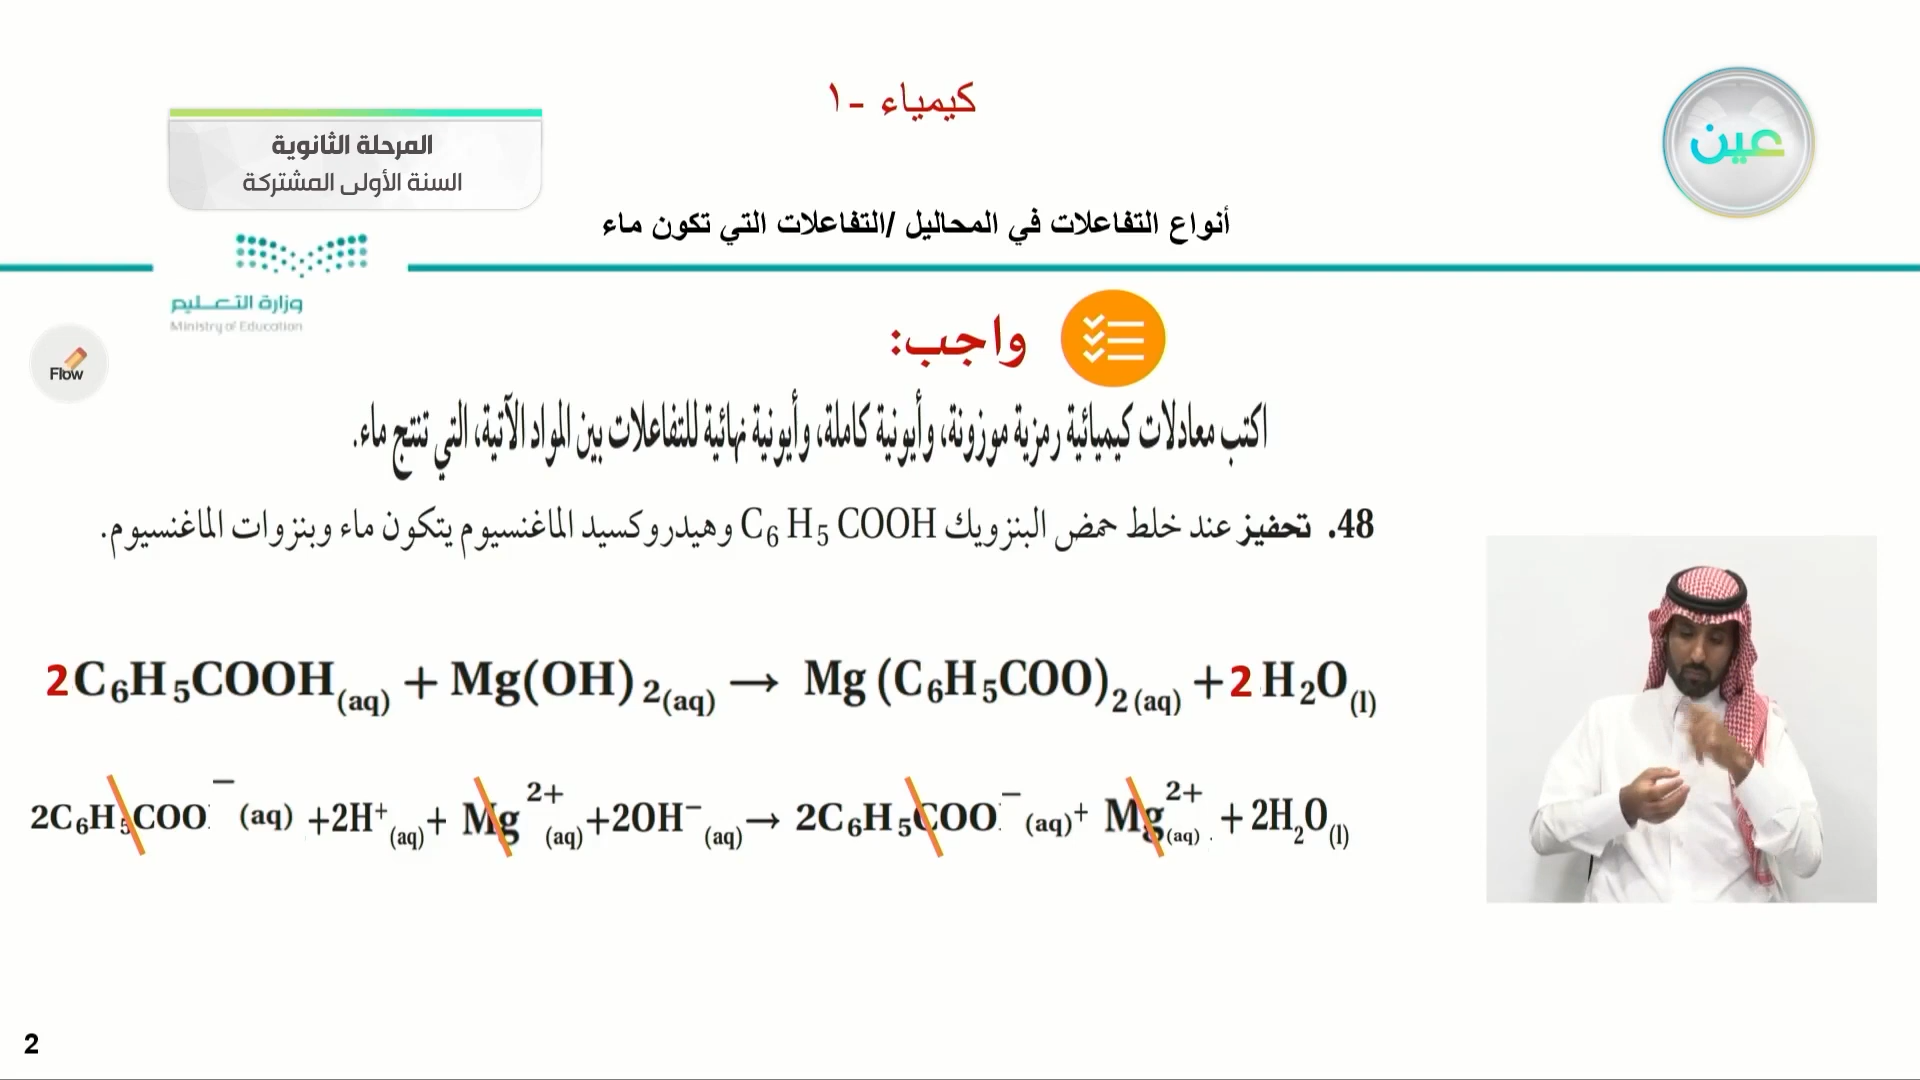 كيمياء -١
عين
المرحلة الثانوية
السنة الأولى المشتركة
أنواع التفاعلات في المحاليل /التفاعلات التي تكون ماء
وزارة التعليم
Ministry of Education
Flow
واجب:
اكتب معادلات كيميائية رمزية موزونة، وأيونية كاملة، وأيونية نهائية للتفاعلات بين المواد الآتية، التي تنتج ماء.
48. تحفيز عند خلط حمض البنزويك C₆H₅COOH وهيدروكسيد الماغنسيوم يتكون ماء وبنزوات الماغنسيوم.
2C₆H₅COOH(aq) + Mg(OH)₂(aq) → Mg(C₆H₅COO)₂(aq) + 2H₂O(l)
2C₆H₅COO⁻(aq) + 2H⁺(aq) + Mg²⁺(aq) + 2OH⁻(aq) → 2C₆H₅COO⁻(aq) + Mg²⁺(aq) + 2H₂O(l)
2